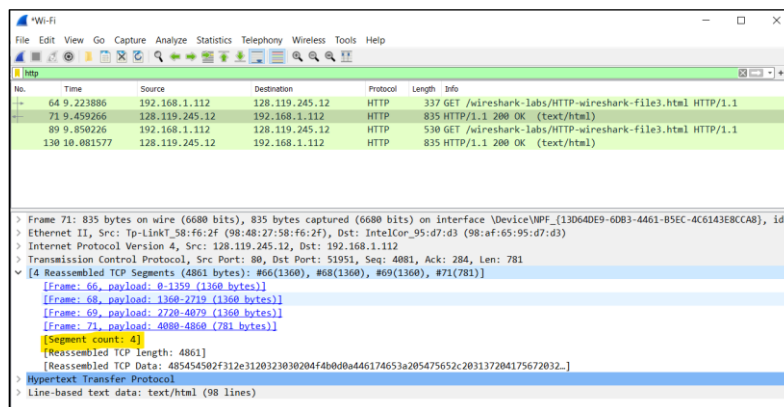 *Wi-Fi
File Edit View Go Capture Analyze Statistics Telephony Wireless Tools Help
http
No. Time Source Destination Protocol Length Info
64 9.223886 192.168.1.112 128.119.245.12 HTTP 337 GET /wireshark-labs/HTTP-wireshark-file3.html HTTP/1.1
71 9.459266 128.119.245.12 192.168.1.112 HTTP 835 HTTP/1.1 200 OK (text/html)
89 9.850226 192.168.1.112 128.119.245.12 HTTP 530 GET /wireshark-labs/HTTP-wireshark-file3.html HTTP/1.1
130 10.081577 128.119.245.12 192.168.1.112 HTTP 835 HTTP/1.1 200 OK (text/html)
Frame 71: 835 bytes on wire (6680 bits), 835 bytes captured (6680 bits) on interface \Device\NPF_{13D64DE9-6DB3-4461-B5EC-4C6143E8CCA8}, id
Ethernet II, Src: Tp-LinkT_58:f6:2f (98:48:27:58:f6:2f), Dst: IntelCor_95:d7:d3 (98:af:65:95:d7:d3)
Internet Protocol Version 4, Src: 128.119.245.12, Dst: 192.168.1.112
Transmission Control Protocol, Src Port: 80, Dst Port: 51951, Seq: 4081, Ack: 284, Len: 781
[4 Reassembled TCP Segments (4861 bytes): #66(1360), #68(1360), #69(1360), #71(781)]
[Frame: 66, payload: 0-1359 (1360 bytes)]
[Frame: 68, payload: 1360-2719 (1360 bytes)]
[Frame: 69, payload: 2720-4079 (1360 bytes)]
[Frame: 71, payload: 4080-4860 (781 bytes)]
[Segment count: 4]
[Reassembled TCP length: 4861]
[Reassembled TCP Data: 485454502f312e3120323030204f4b0d0a446174653a205475652c203137204175672032…]
Hypertext Transfer Protocol
Line-based text data: text/html (98 lines)